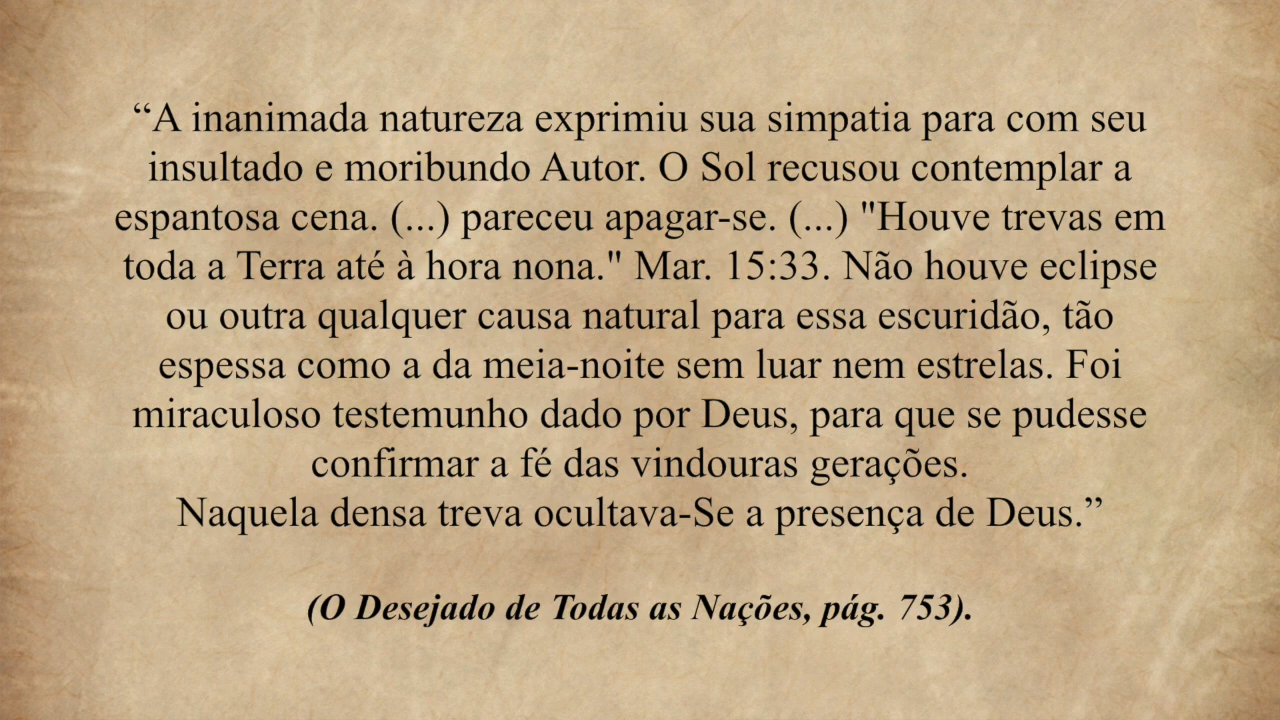 “A inanimada natureza exprimiu sua simpatia para com seu
insultado e moribundo Autor. O Sol recusou contemplar a
espantosa cena. (...) pareceu apagar-se. (...) "Houve trevas em
toda a Terra até à hora nona." Mar. 15:33. Não houve eclipse
ou outra qualquer causa natural para essa escuridão, tão
espessa como a da meia-noite sem luar nem estrelas. Foi
miraculoso testemunho dado por Deus, para que se pudesse
confirmar a fé das vindouras gerações.
Naquela densa treva ocultava-Se a presença de Deus.”
(O Desejado de Todas as Nações, pág. 753).